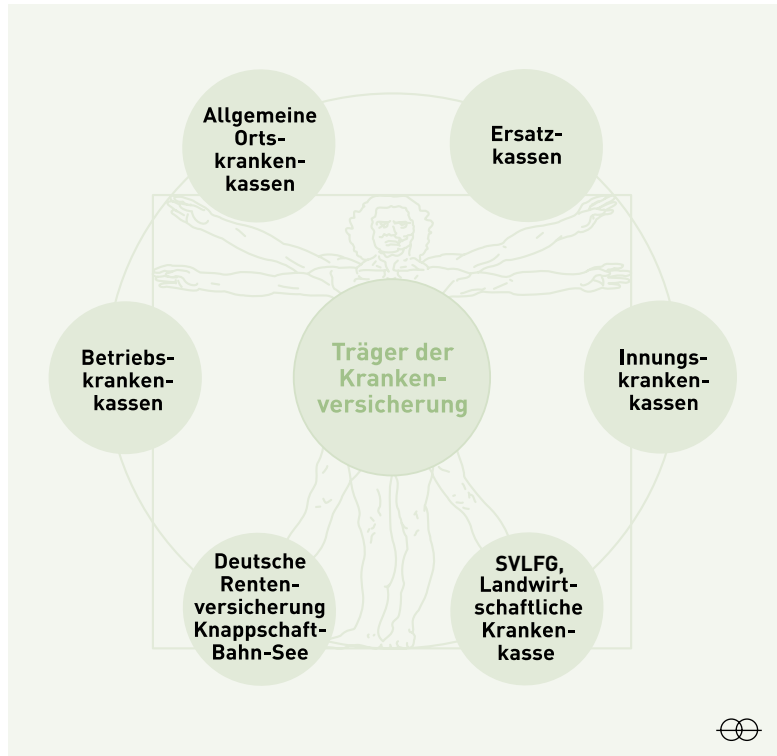 Allgemeine
Orts-
kranken-
kassen
Ersatz-
kassen
Betriebs-
kranken-
kassen
Träger der
Kranken-
versicherung
Innungs-
kranken-
kassen
Deutsche
Renten-
versicherung
Knappschaft-
Bahn-See
SVLFG,
Landwirt-
schaftliche
Kranken-
kasse